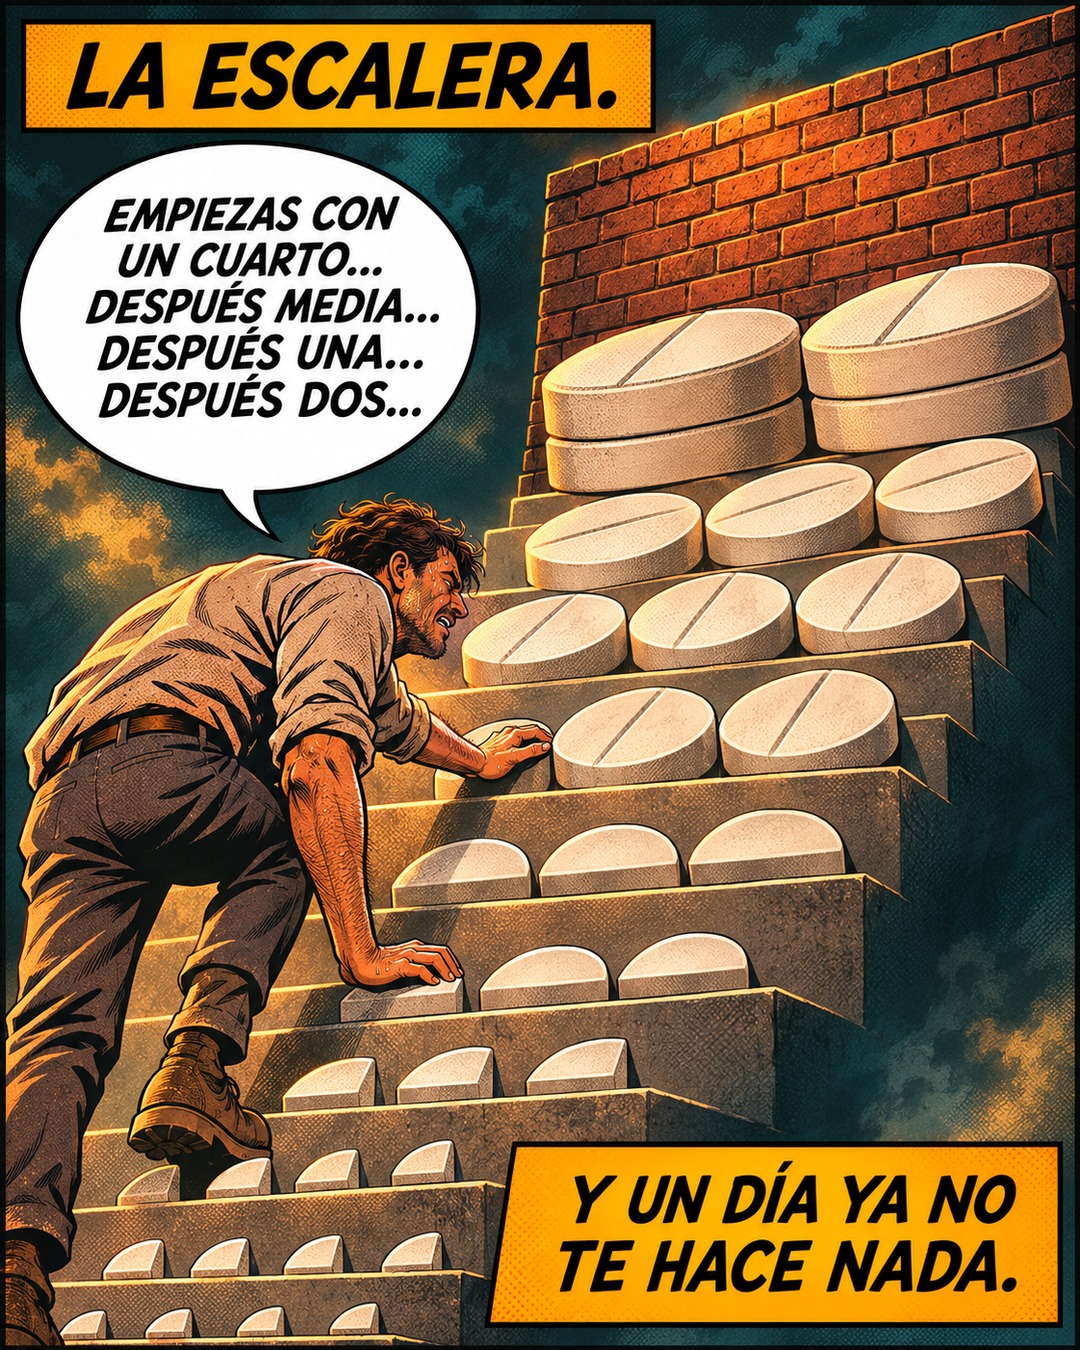 LA ESCALERA.
EMPIEZAS CON
UN CUARTO...
DESPUÉS MEDIA...
DESPUÉS UNA...
DESPUÉS DOS...
Y UN DÍA YA NO
TE HACE NADA.